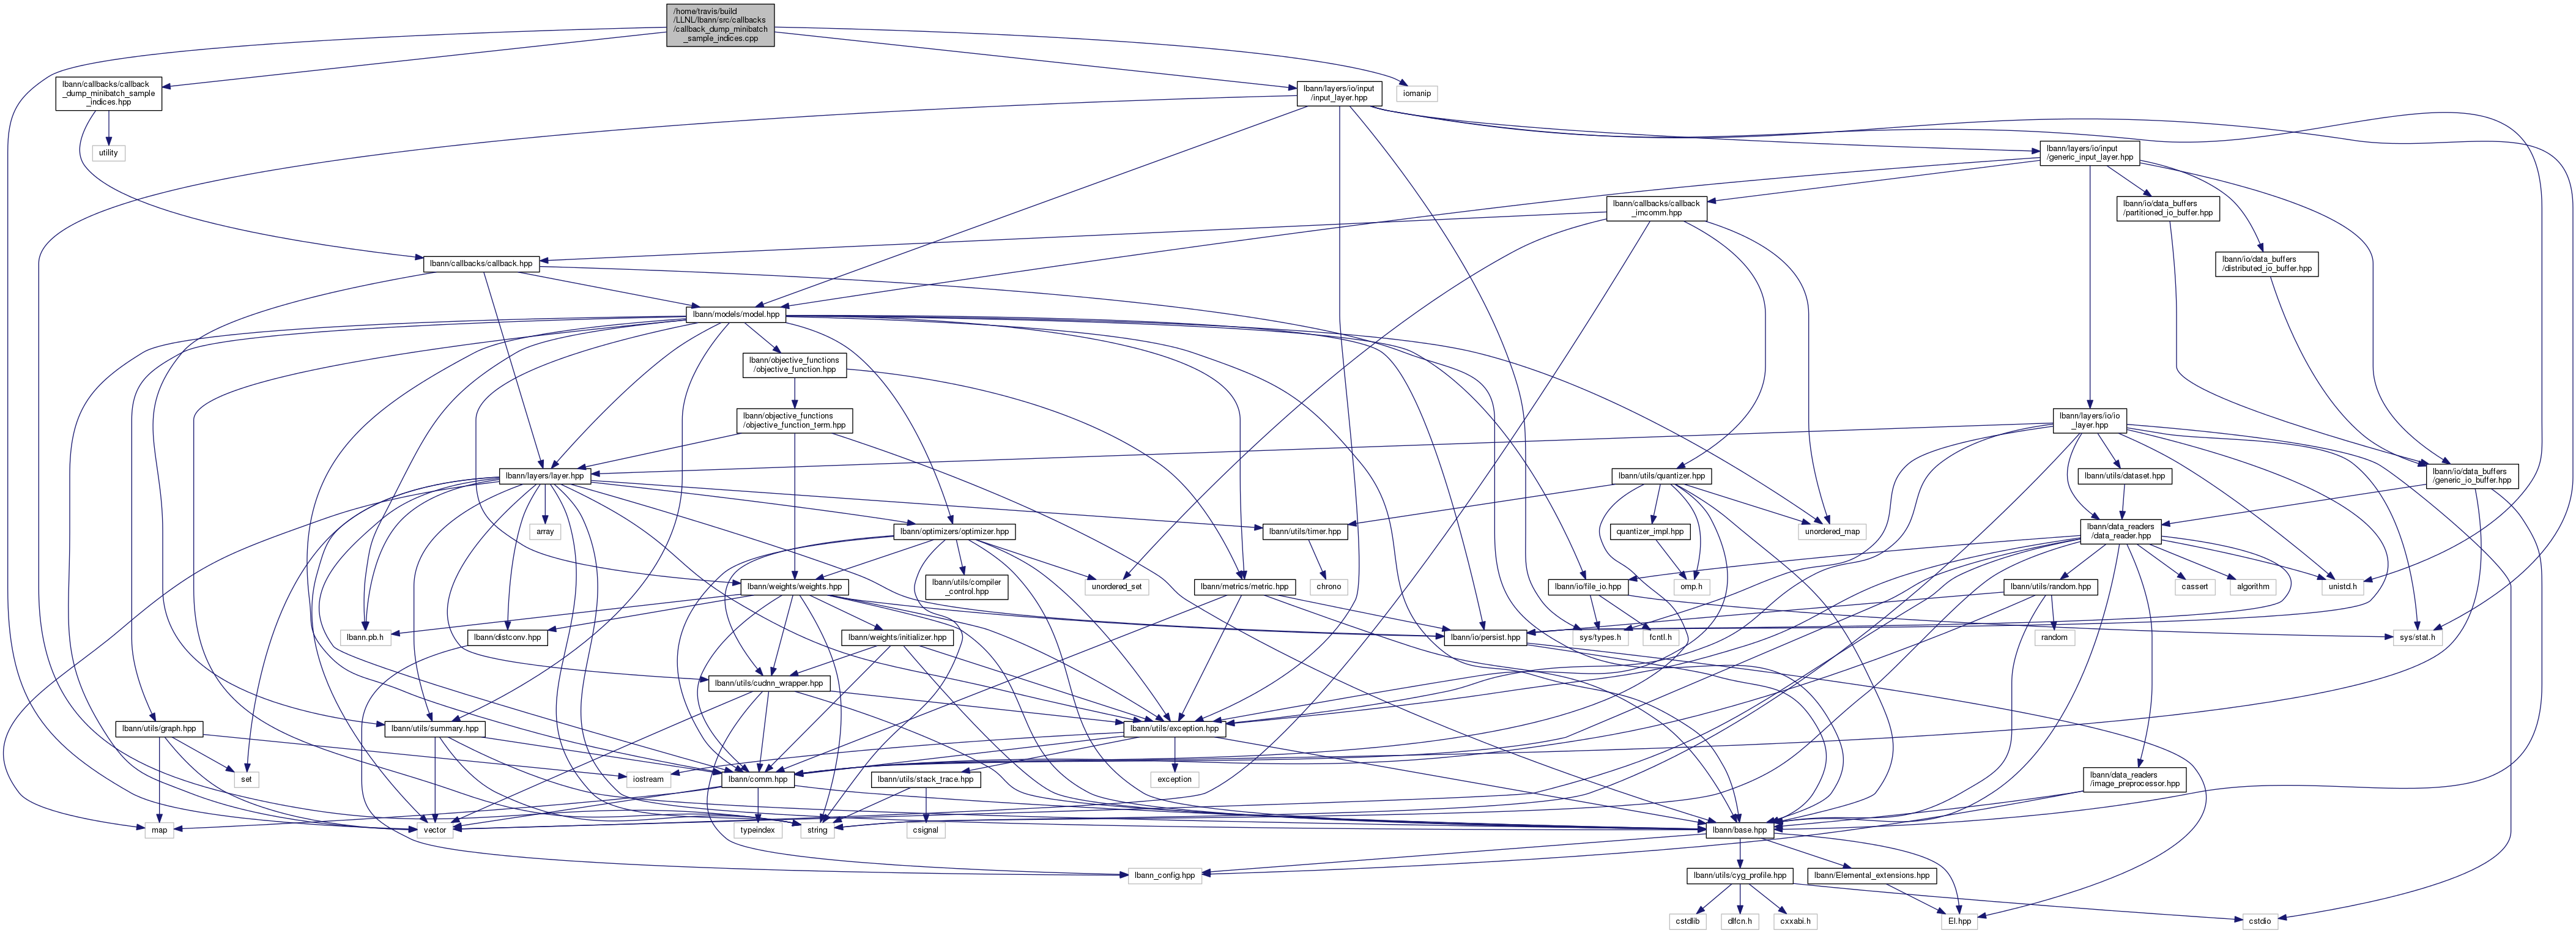 /home/travis/build
/LLNL/lbann/src/callbacks
/callback_dump_minibatch
_sample_indices.cpp
lbann/callbacks/callback
_dump_minibatch_sample
_indices.hpp
lbann/layers/io/input
/input_layer.hpp
iomanip
utility
lbann/layers/io/input
/generic_input_layer.hpp
lbann/callbacks/callback
_imcomm.hpp
lbann/io/data_buffers
/partitioned_io_buffer.hpp
lbann/callbacks/callback.hpp
lbann/io/data_buffers
/distributed_io_buffer.hpp
lbann/models/model.hpp
lbann/objective_functions
/objective_function.hpp
lbann/objective_functions
/objective_function_term.hpp
lbann/layers/io/io
_layer.hpp
lbann/layers/layer.hpp
lbann/utils/quantizer.hpp
lbann/utils/dataset.hpp
lbann/io/data_buffers
/generic_io_buffer.hpp
array
lbann/optimizers/optimizer.hpp
lbann/utils/timer.hpp
quantizer_impl.hpp
unordered_map
lbann/data_readers
/data_reader.hpp
lbann/weights/weights.hpp
lbann/utils/compiler
_control.hpp
unordered_set
lbann/metrics/metric.hpp
chrono
lbann/io/file_io.hpp
omp.h
lbann/utils/random.hpp
cassert
algorithm
unistd.h
lbann.pb.h
lbann/distconv.hpp
lbann/weights/initializer.hpp
lbann/io/persist.hpp
sys/types.h
fcntl.h
random
sys/stat.h
lbann/utils/cudnn_wrapper.hpp
lbann/utils/graph.hpp
lbann/utils/summary.hpp
lbann/utils/exception.hpp
set
iostream
lbann/comm.hpp
lbann/utils/stack_trace.hpp
exception
lbann/data_readers
/image_preprocessor.hpp
map
vector
typeindex
string
csignal
lbann/base.hpp
lbann_config.hpp
lbann/utils/cyg_profile.hpp
lbann/Elemental_extensions.hpp
cstdlib
dlfcn.h
cxxabi.h
El.hpp
cstdio